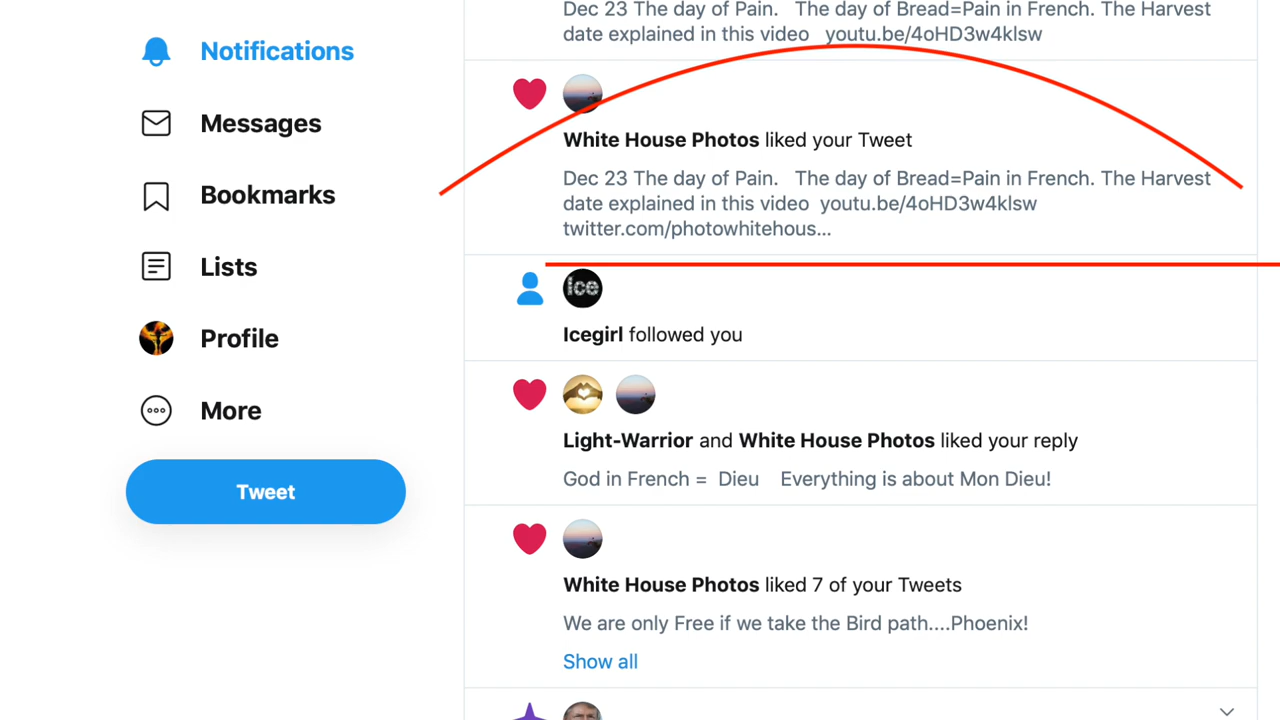 Notifications
Messages
Bookmarks
Lists
Profile
More
Tweet
Dec 23 The day of Pain. The day of Bread=Pain in French. The Harvest
date explained in this video youtu.be/4oHD3w4klsw
White House Photos liked your Tweet
Dec 23 The day of Pain. The day of Bread=Pain in French. The Harvest
date explained in this video youtu.be/4oHD3w4klsw
twitter.com/photowhitehous...
ice
Icegirl followed you
Light-Warrior and White House Photos liked your reply
God in French = Dieu Everything is about Mon Dieu!
White House Photos liked 7 of your Tweets
We are only Free if we take the Bird path....Phoenix!
Show all